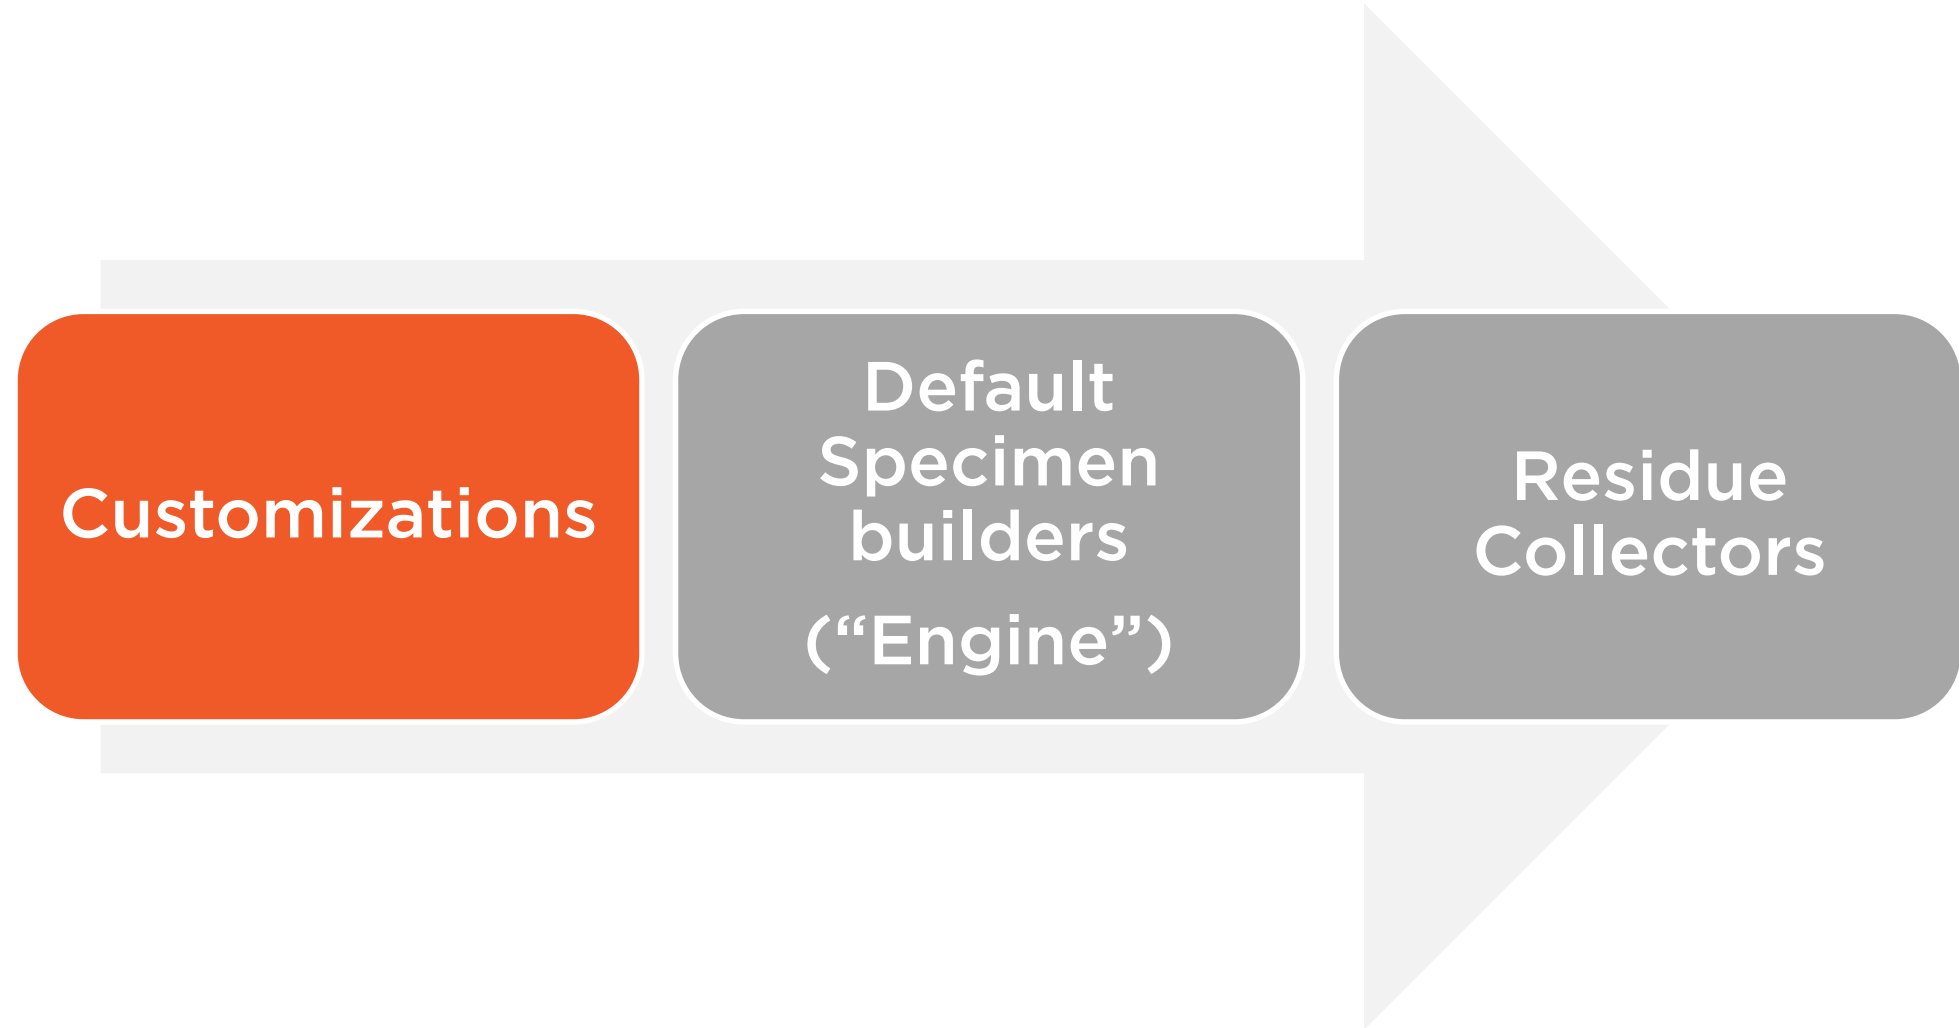 Customizations
Default
Specimen
builders
(“Engine”)
Residue
Collectors